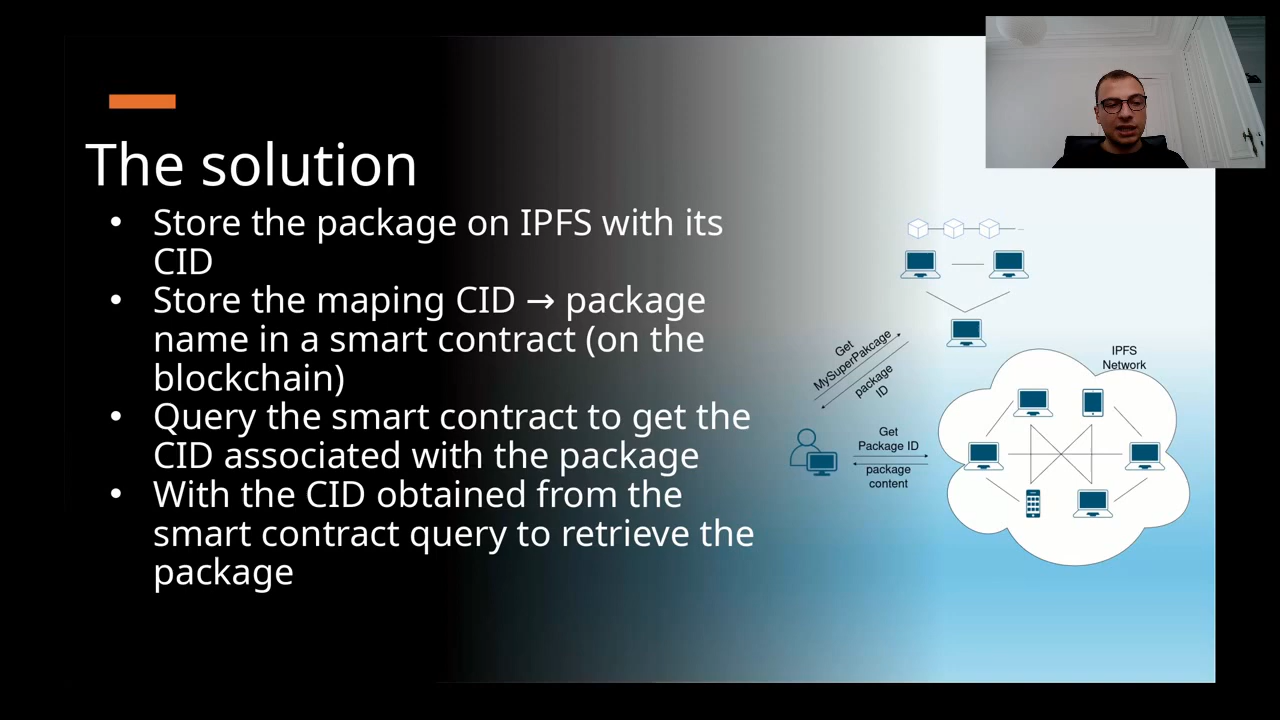 The solution
• Store the package on IPFS with its
CID
• Store the maping CID → package
name in a smart contract (on the
blockchain)
• Query the smart contract to get the
CID associated with the package
• With the CID obtained from the
smart contract query to retrieve the
package
Get
MySuperPakcage
package
ID
IPFS
Network
Get
Package ID
package
content